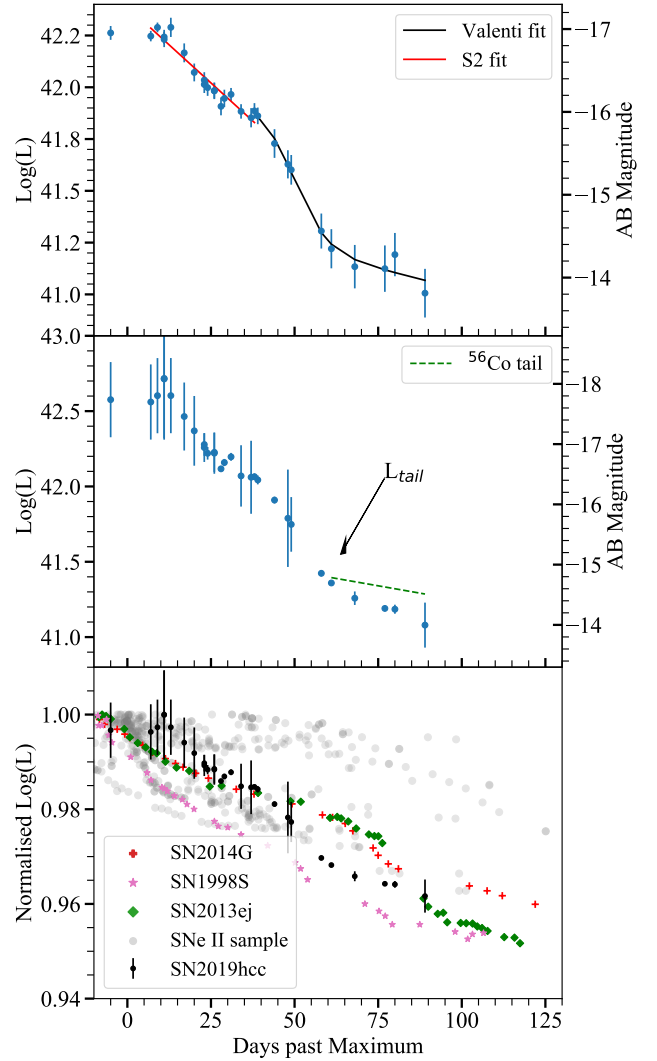 Valenti fit
S2 fit
42.2
42.0
41.8
41.5
41.2
41.0
Log(L)
−17
−16
−15
−14
AB Magnitude
⁵⁶Co tail
L_tail
43.0
42.5
42.0
41.5
41.0
Log(L)
−18
−17
−16
−15
−14
AB Magnitude
1.00
0.98
0.96
0.94
Normalised Log(L)
SN2014G
SN1998S
SN2013ej
SNe II sample
SN2019hcc
0 25 50 75 100 125
Days past Maximum